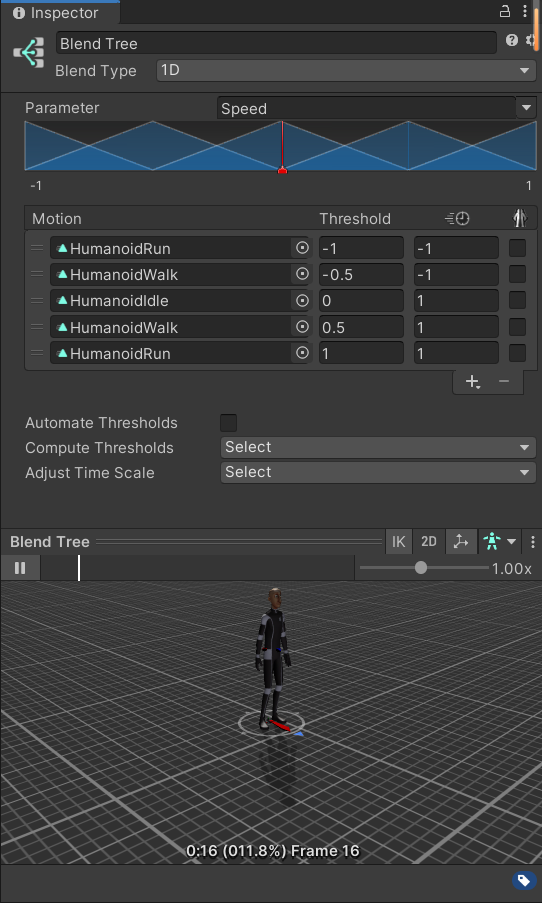 Inspector
Blend Tree
Blend Type 1D
Parameter Speed
-1 1
Motion Threshold
HumanoidRun -1 -1
HumanoidWalk -0.5 -1
HumanoidIdle 0 1
HumanoidWalk 0.5 1
HumanoidRun 1 1
Automate Thresholds
Compute Thresholds Select
Adjust Time Scale Select
Blend Tree IK 2D
1.00x
0:16 (011.8%) Frame 16